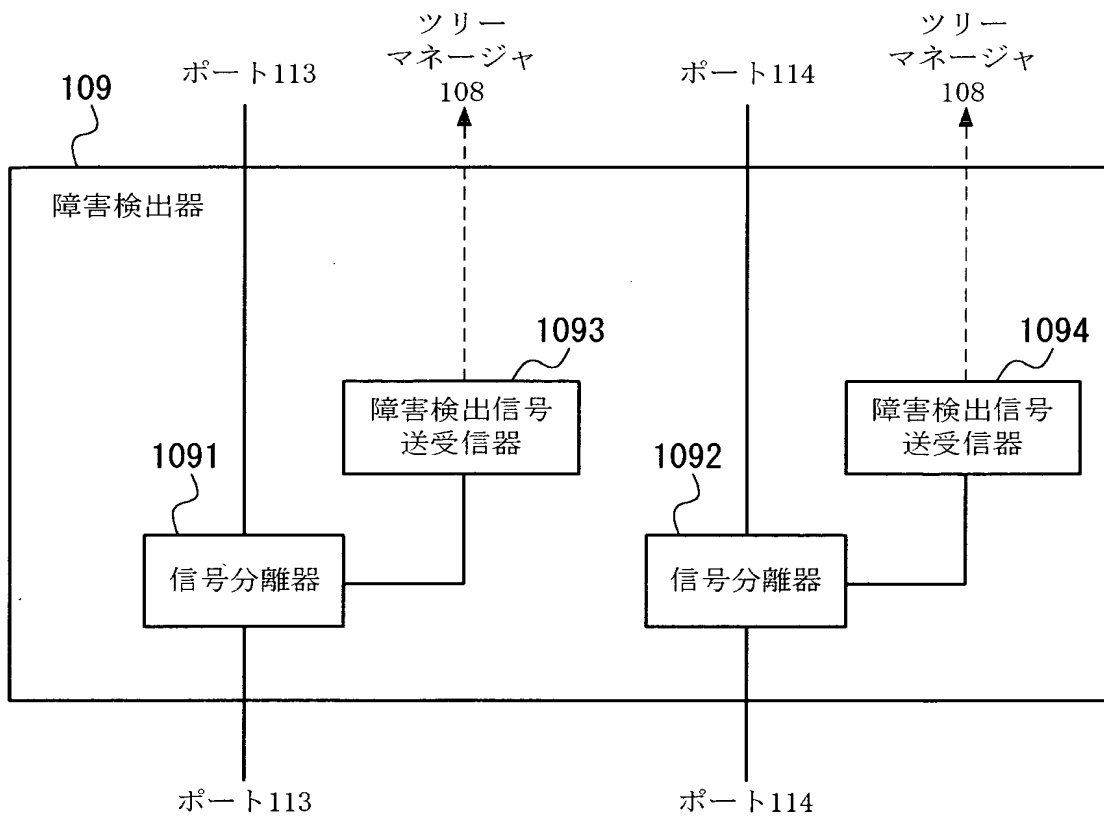 ツリー
マネージャ
108
ツリー
マネージャ
108
ポート113
ポート114
109
障害検出器
1093
障害検出信号
送受信器
1094
障害検出信号
送受信器
1091
信号分離器
1092
信号分離器
ポート113
ポート114